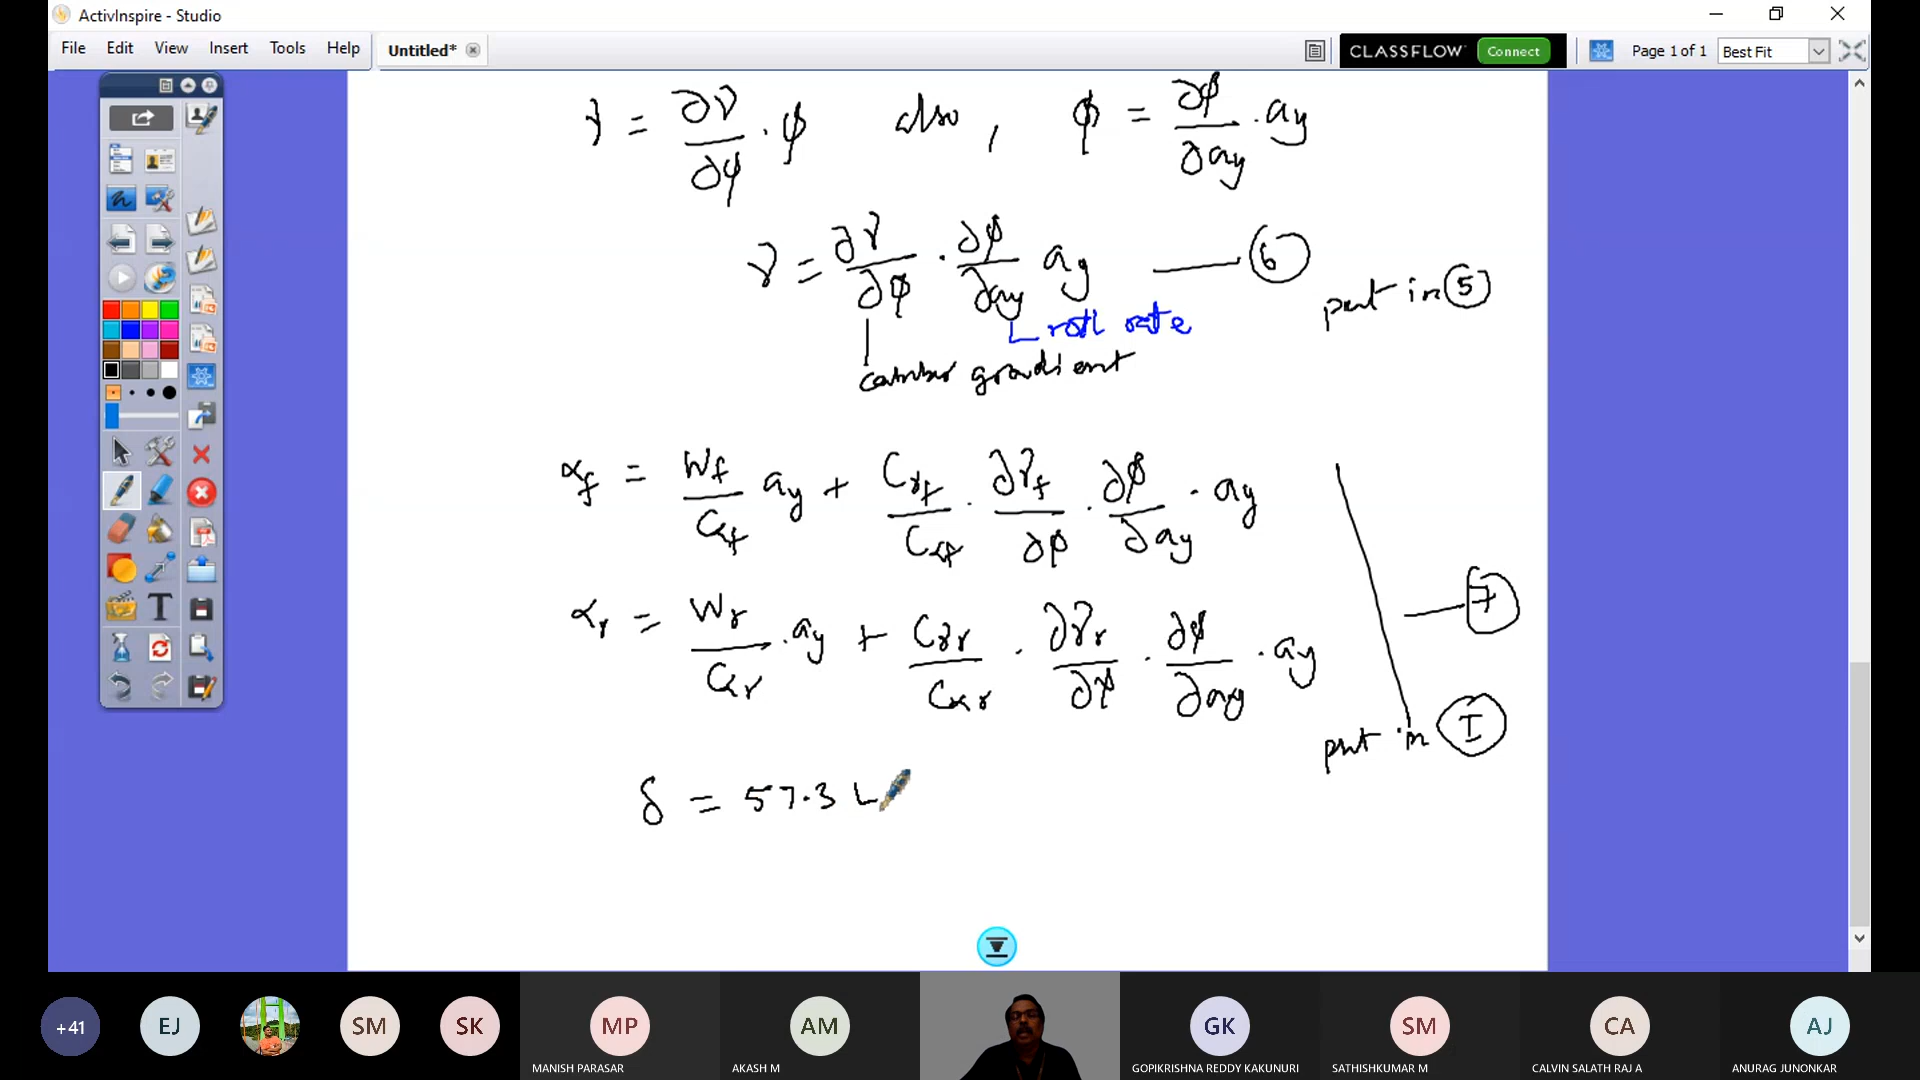 ActivInspire - Studio
File Edit View Insert Tools Help Untitled* CLASSFLOW Connect Page 1 of 1 Best Fit
γ = ∂γ/∂φ · φ also , φ = ∂φ/∂ay · ay
γ = ∂γ/∂φ · ∂φ/∂ay ay — 6
put in 5
roll rate
camber gradient
αf = Wf/Cαf ay + Cγf/Cαf · ∂γf/∂φ · ∂φ/∂ay · ay
7
αr = Wr/Cαr · ay + Cγr/Cαr · ∂γr/∂φ · ∂φ/∂ay · ay
put in I
δ = 57.3 L
T
+41 EJ SM SK MP AM GK SM CA AJ
MANISH PARASAR AKASH M GOPIKRISHNA REDDY KAKUNURI SATHISHKUMAR M CALVIN SALATH RAJ A ANURAG JUNONKAR